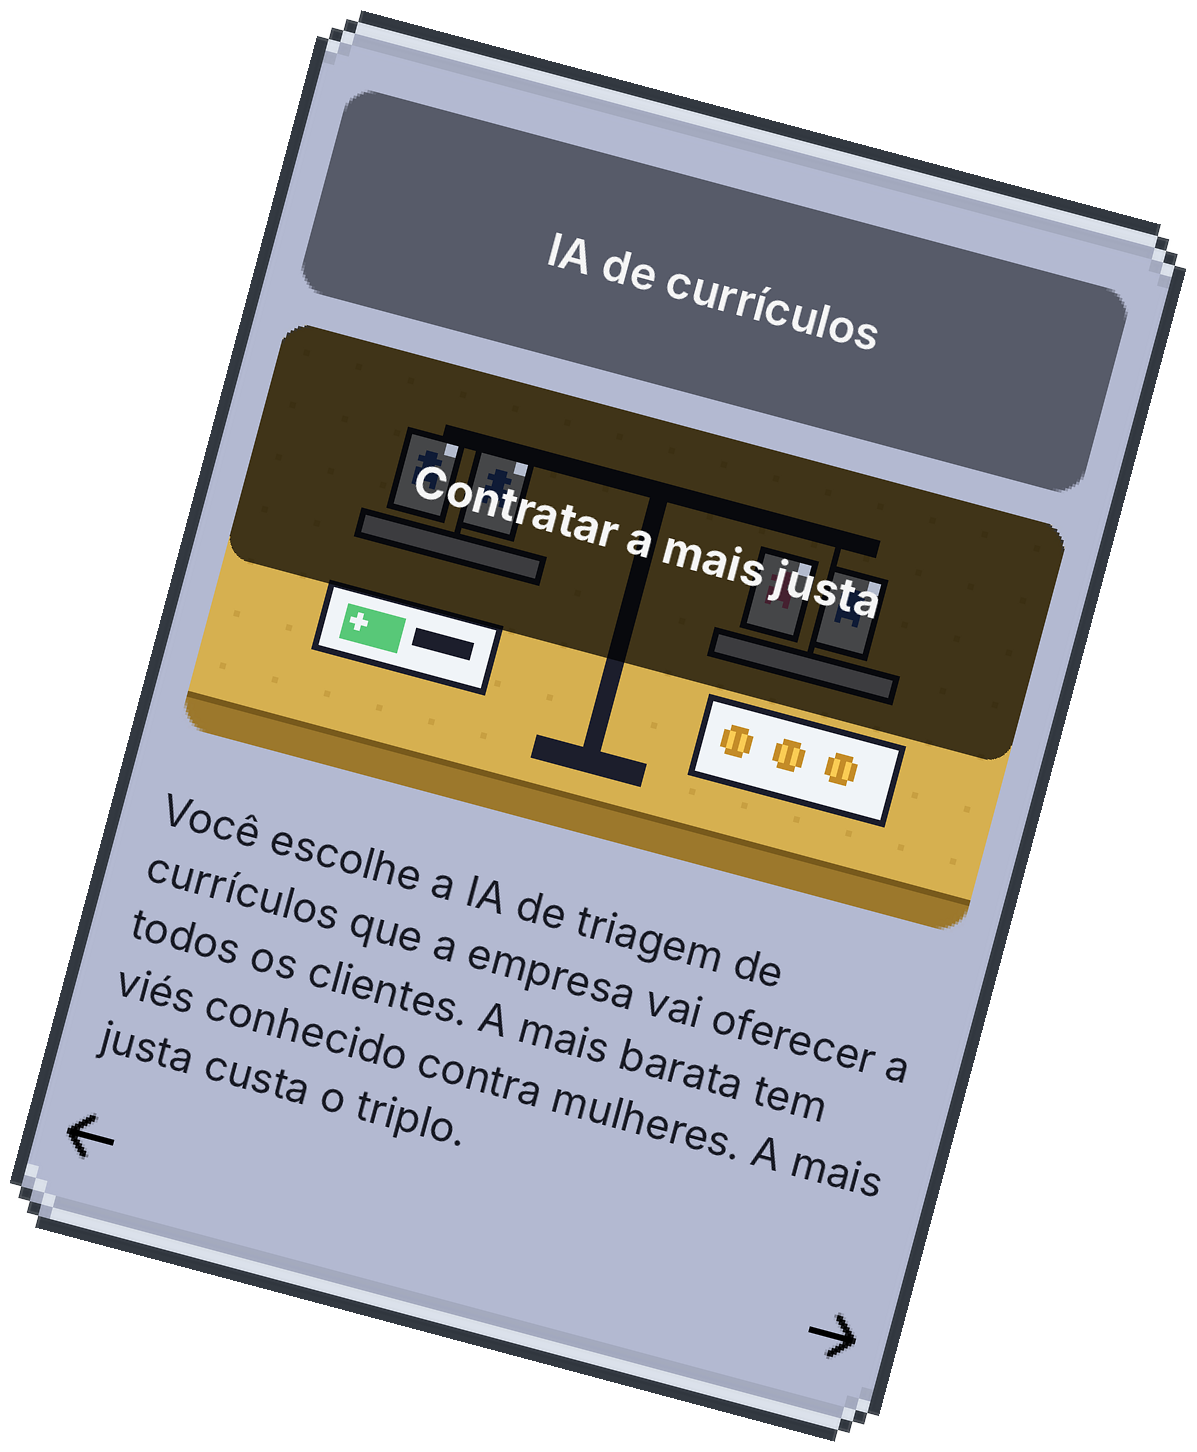 IA de currículos
Contratar a mais justa
Você escolhe a IA de triagem de
currículos que a empresa vai oferecer a
todos os clientes. A mais barata tem
viés conhecido contra mulheres. A mais
justa custa o triplo.